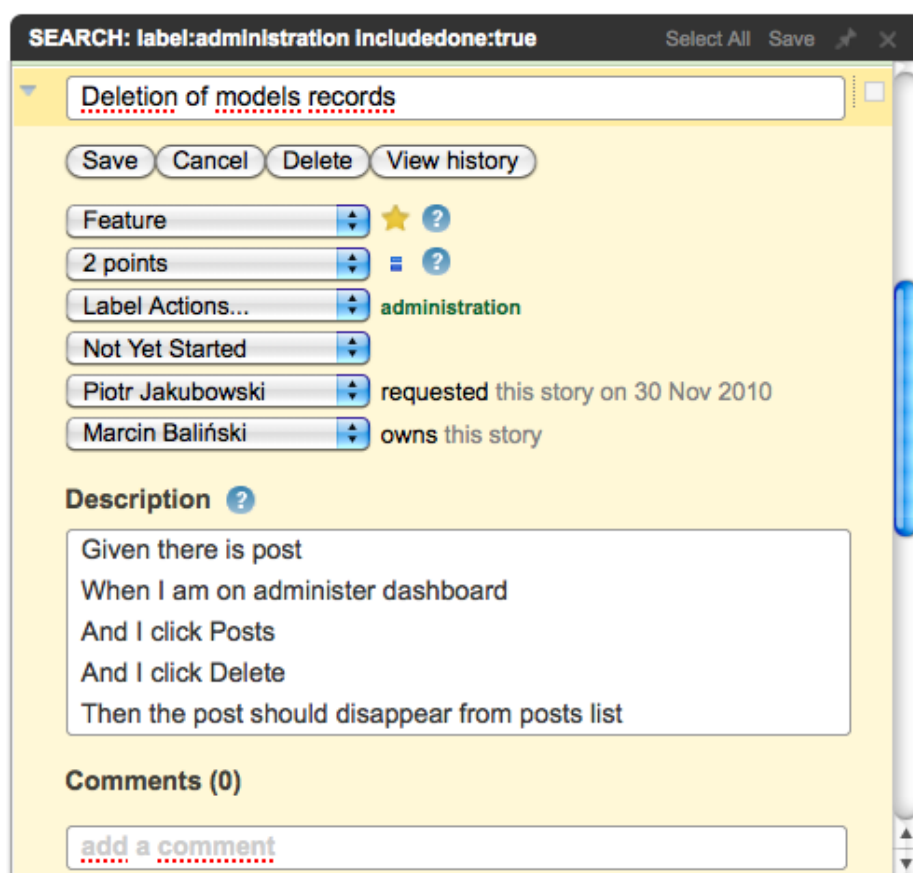 SEARCH: label:administration includedone:true Select All Save
Deletion of models records
Save Cancel Delete View history
Feature ?
2 points ?
Label Actions... administration
Not Yet Started
Piotr Jakubowski requested this story on 30 Nov 2010
Marcin Baliński owns this story
Description ?
Given there is post
When I am on administer dashboard
And I click Posts
And I click Delete
Then the post should disappear from posts list
Comments (0)
add a comment